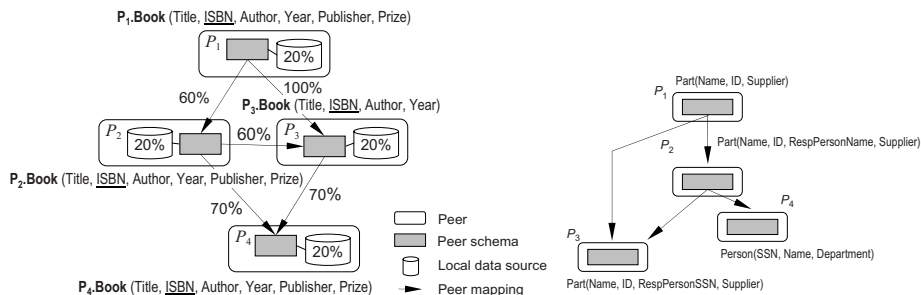 P1.Book (Title, ISBN, Author, Year, Publisher, Prize)
P1
20%
60%
100%
P3.Book (Title, ISBN, Author, Year)
P2
20%
60%
P3
20%
P2.Book (Title, ISBN, Author, Year, Publisher, Prize)
70%
70%
P4
20%
P4.Book (Title, ISBN, Author, Year, Publisher, Prize)
Peer
Peer schema
Local data source
Peer mapping
Part(Name, ID, Supplier)
P1
Part(Name, ID, RespPersonName, Supplier)
P2
P4
Person(SSN, Name, Department)
P3
Part(Name, ID, RespPersonSSN, Supplier)